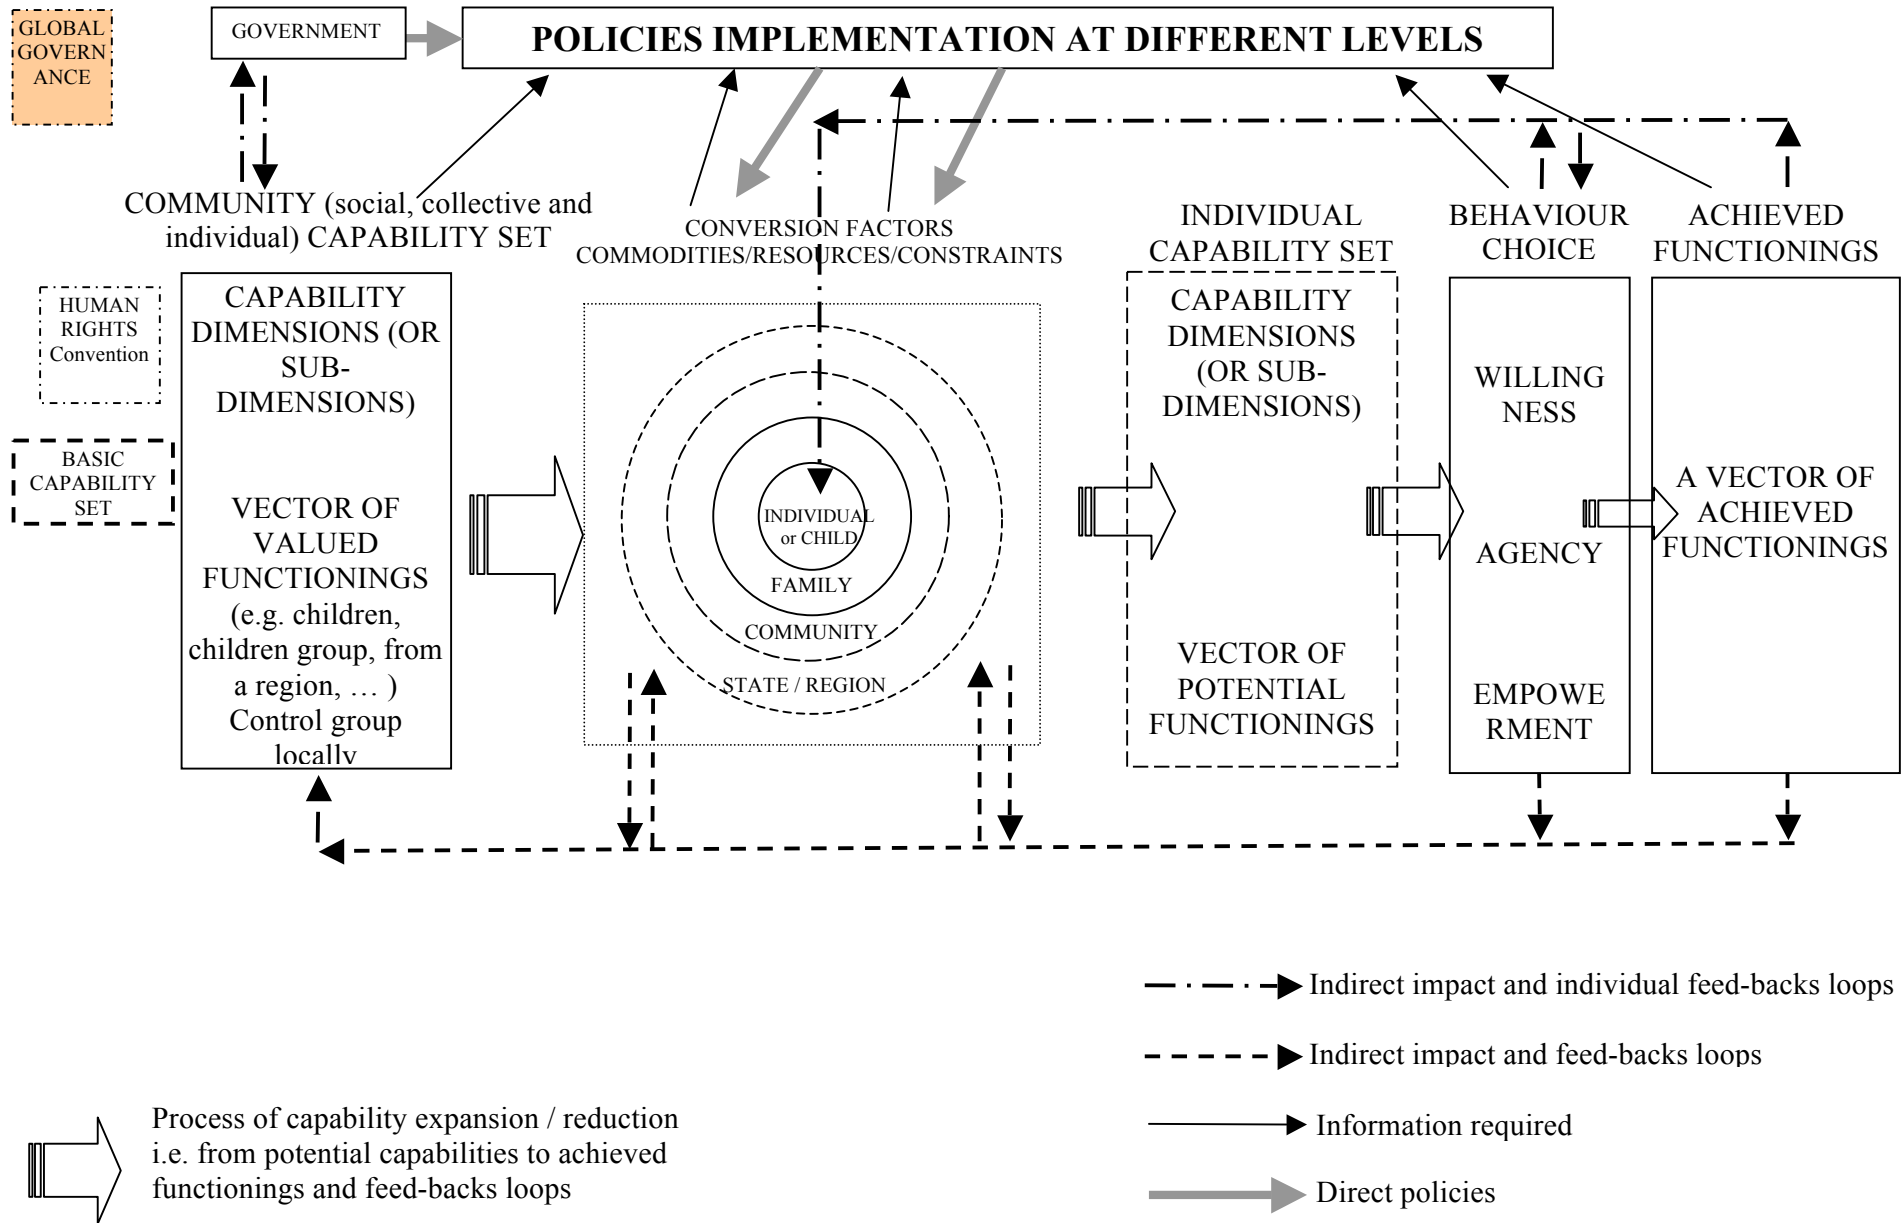 GLOBAL
GOVERN
ANCE
GOVERNMENT
POLICIES IMPLEMENTATION AT DIFFERENT LEVELS
COMMUNITY (social, collective and
individual) CAPABILITY SET
CONVERSION FACTORS
COMMODITIES/RESOURCES/CONSTRAINTS
INDIVIDUAL
CAPABILITY SET
BEHAVIOUR
CHOICE
ACHIEVED
FUNCTIONINGS
HUMAN
RIGHTS
Convention
BASIC
CAPABILITY
SET
CAPABILITY
DIMENSIONS (OR
SUB-
DIMENSIONS)
VECTOR OF
VALUED
FUNCTIONINGS
(e.g. children,
children group, from
a region, … )
Control group
locally
INDIVIDUAL
or CHILD
FAMILY
COMMUNITY
STATE / REGION
CAPABILITY
DIMENSIONS
(OR SUB-
DIMENSIONS)
VECTOR OF
POTENTIAL
FUNCTIONINGS
WILLING
NESS
AGENCY
EMPOWE
RMENT
A VECTOR OF
ACHIEVED
FUNCTIONINGS
Indirect impact and individual feed-backs loops
Indirect impact and feed-backs loops
Information required
Direct policies
Process of capability expansion / reduction
i.e. from potential capabilities to achieved
functionings and feed-backs loops